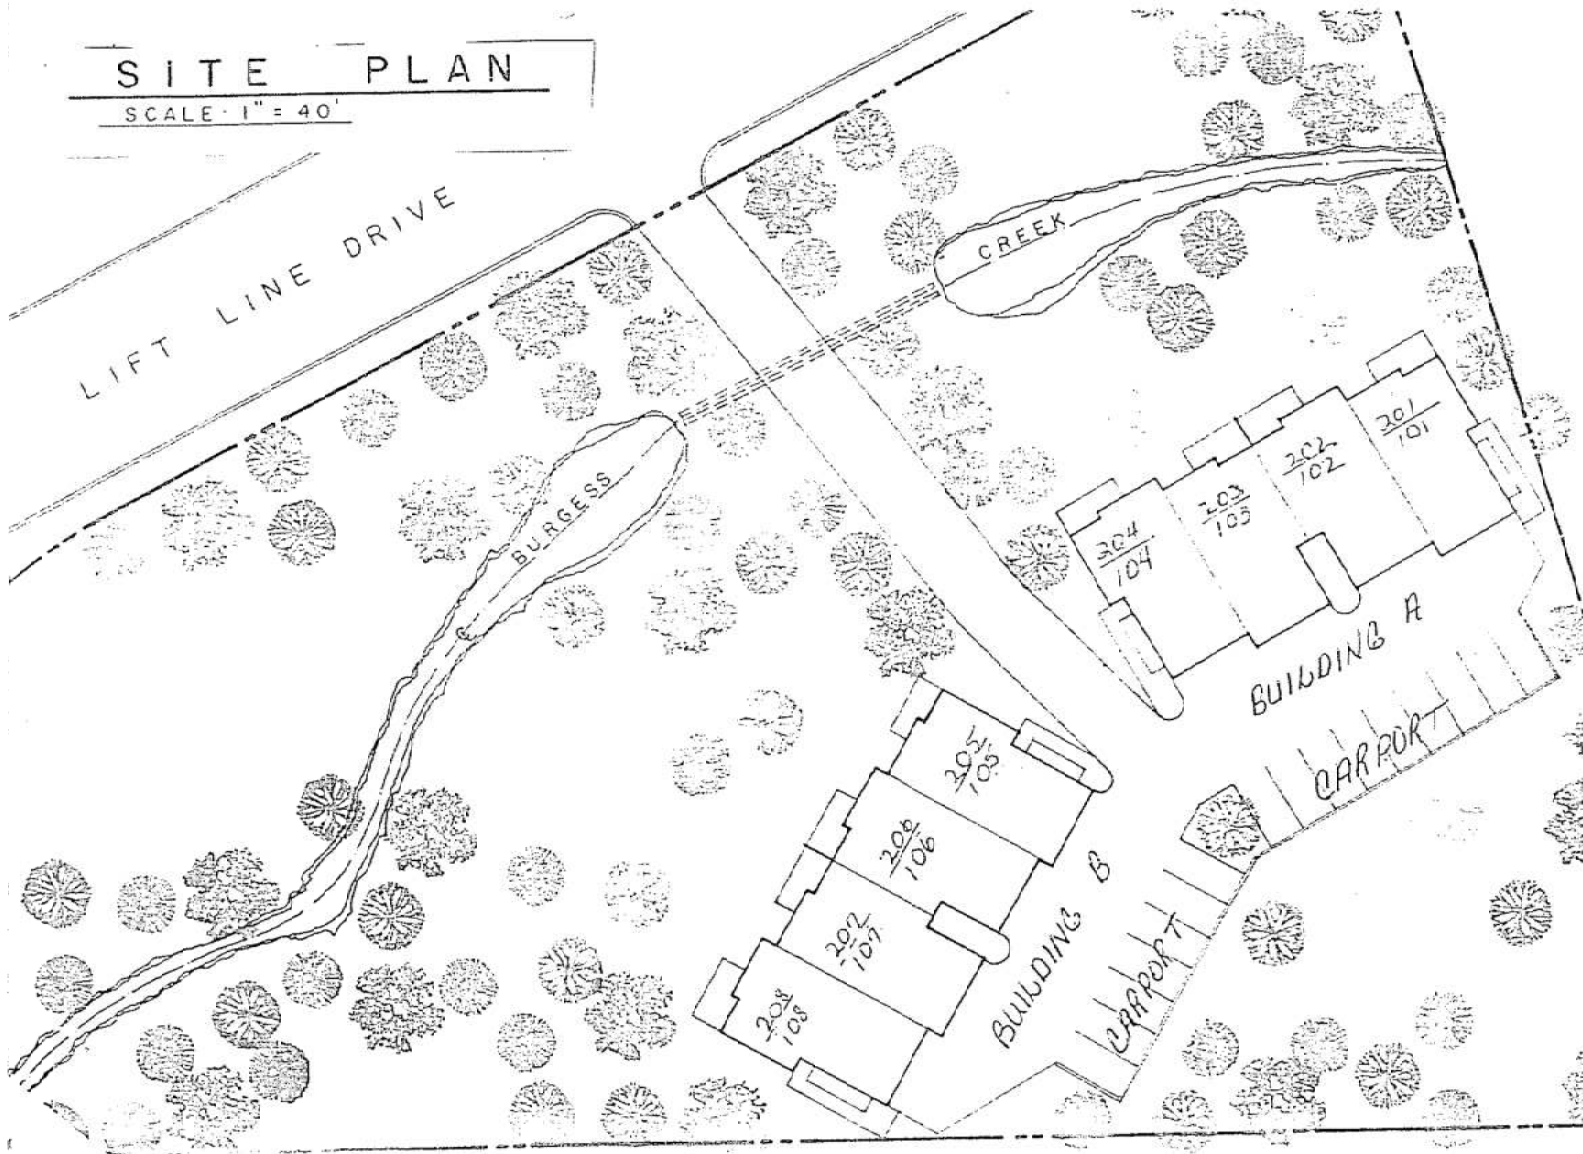 SITE PLAN
SCALE - 1" = 40'
LIFT LINE DRIVE
CREEK
BURGESS
201
101
202
102
203
103
204
104
BUILDING A
CARPORT
205
105
206
106
207
107
208
108
BUILDING B
CARPORT